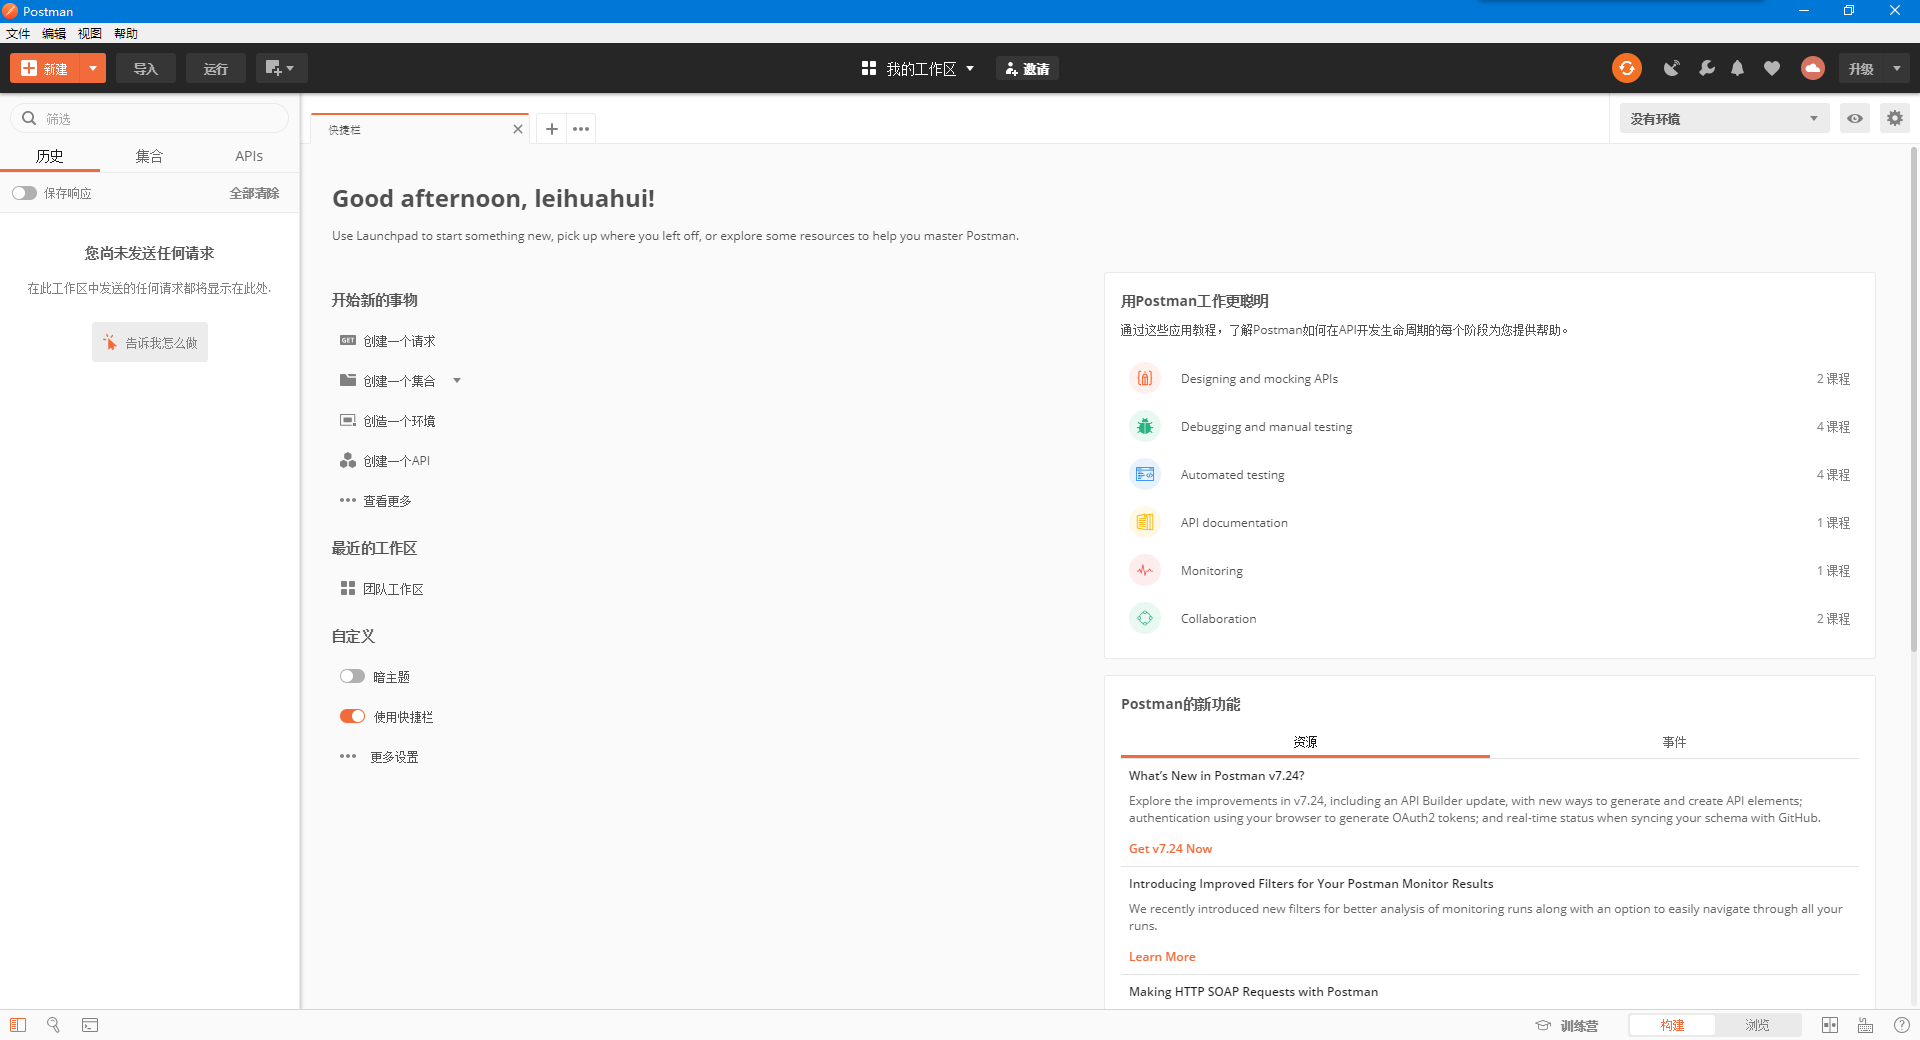 Postman
文件 编辑 视图 帮助
新建 导入 运行 我的工作区 邀请 升级
筛选
历史 集合 APIs
保存响应 全部清除
您尚未发送任何请求
在此工作区中发送的任何请求都将显示在此处.
告诉我怎么做
快捷栏
没有环境
Good afternoon, leihuahui!
Use Launchpad to start something new, pick up where you left off, or explore some resources to help you master Postman.
开始新的事物
GET 创建一个请求
创建一个集合
创造一个环境
创建一个API
查看更多
最近的工作区
团队工作区
自定义
暗主题
使用快捷栏
更多设置
用Postman工作更聪明
通过这些应用教程，了解Postman如何在API开发生命周期的每个阶段为您提供帮助。
Designing and mocking APIs 2 课程
Debugging and manual testing 4 课程
Automated testing 4 课程
API documentation 1 课程
Monitoring 1 课程
Collaboration 2 课程
Postman的新功能
资源 事件
What’s New in Postman v7.24?
Explore the improvements in v7.24, including an API Builder update, with new ways to generate and create API elements;
authentication using your browser to generate OAuth2 tokens; and real-time status when syncing your schema with GitHub.
Get v7.24 Now
Introducing Improved Filters for Your Postman Monitor Results
We recently introduced new filters for better analysis of monitoring runs along with an option to easily navigate through all your
runs.
Learn More
Making HTTP SOAP Requests with Postman
训练营 构建 浏览